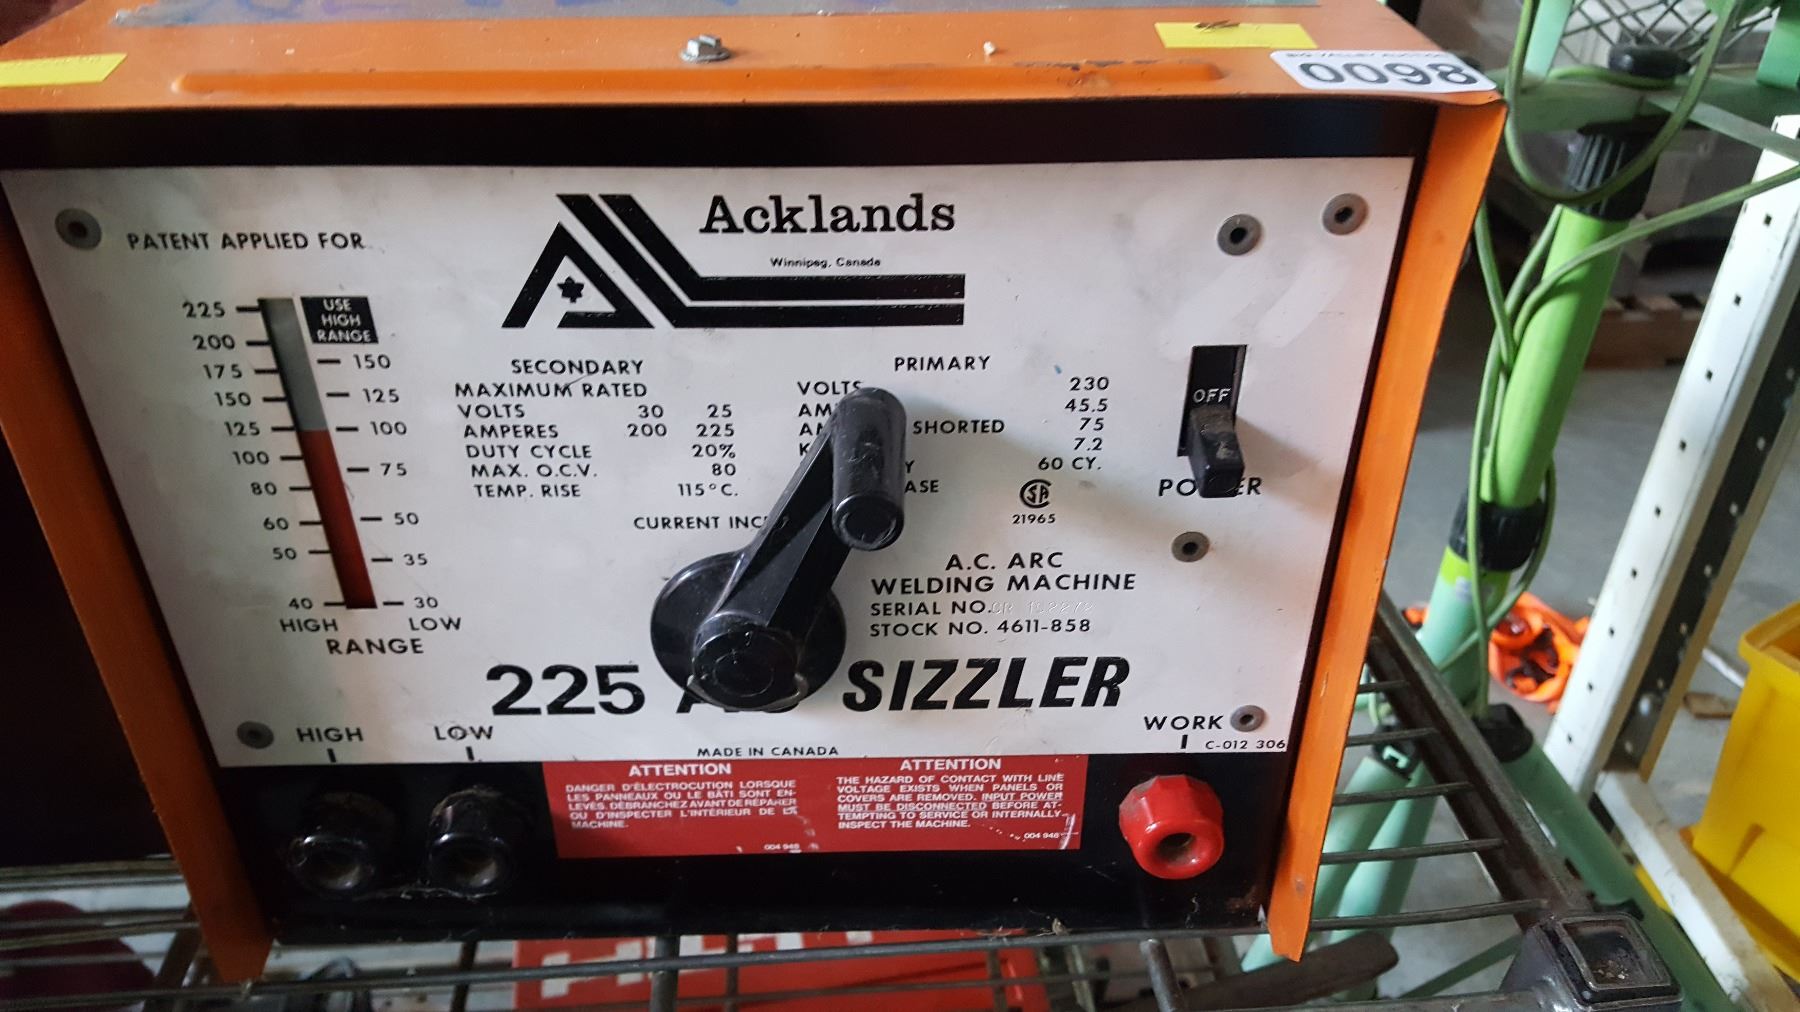 0098
Acklands
Winnipeg, Canada
PATENT APPLIED FOR
225
200
175
150
125
100
80
60
50
40
HIGH
USE
HIGH
RANGE
150
125
100
75
50
35
30
LOW
RANGE
SECONDARY
MAXIMUM RATED
VOLTS 30 25
AMPERES 200 225
DUTY CYCLE 20%
MAX. O.C.V. 80
TEMP. RISE 115°C.
PRIMARY
VOLTS 230
45.5
SHORTED 75
7.2
60 CY.
OFF
SA
21965
CURRENT
A.C. ARC
WELDING MACHINE
SERIAL NO.
STOCK NO. 4611-858
225 SIZZLER
HIGH
LOW
MADE IN CANADA
WORK
C-012 306
ATTENTION
DANGER D'ÉLECTROCUTION LORSQUE
LES PANNEAUX OU LE BÂTI SONT EN-
LEVÉS. DÉBRANCHEZ AVANT DE RÉPARER
OU D'INSPECTER L'INTÉRIEUR DE LA
MACHINE.
004 946
ATTENTION
THE HAZARD OF CONTACT WITH LINE
VOLTAGE EXISTS WHEN PANELS OR
COVERS ARE REMOVED. INPUT POWER
MUST BE DISCONNECTED BEFORE AT-
TEMPTING TO SERVICE OR INTERNALLY
INSPECT THE MACHINE.
004 946